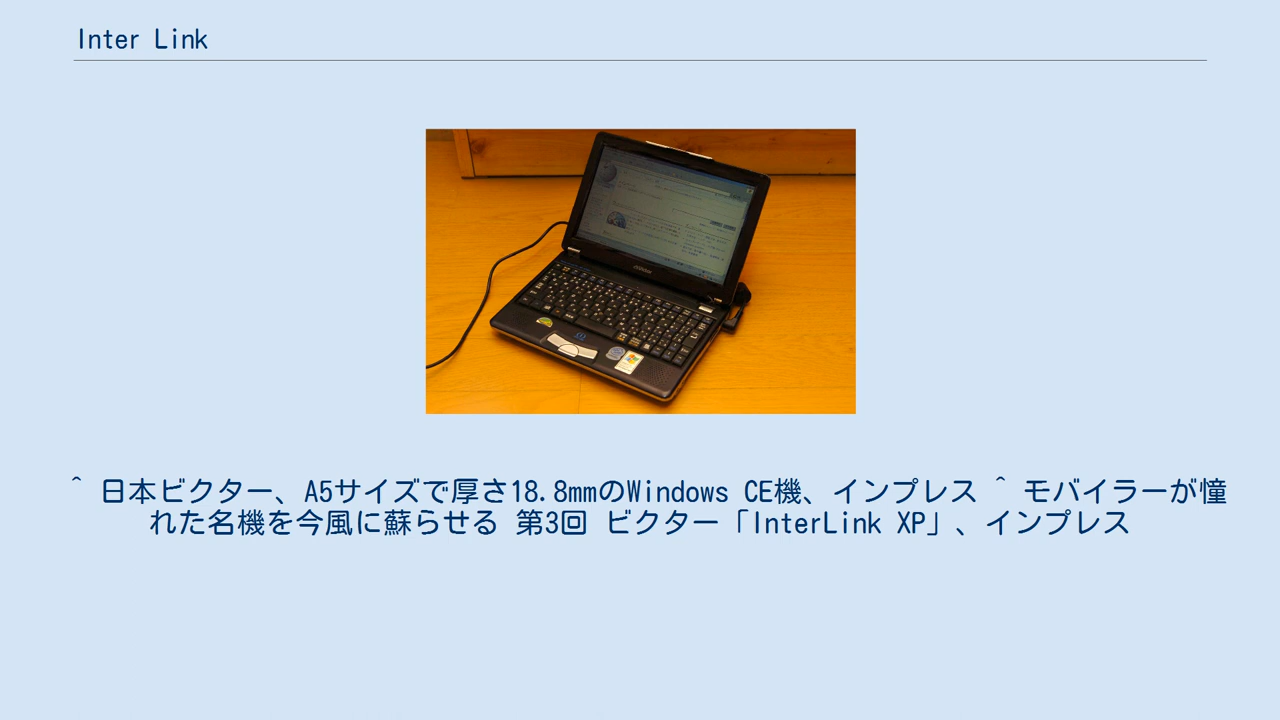 Inter Link
^ 日本ビクター、A5サイズで厚さ18.8mmのWindows CE機、インプレス ^ モバイラーが憧
れた名機を今風に蘇らせる 第3回 ビクター「InterLink XP」、インプレス